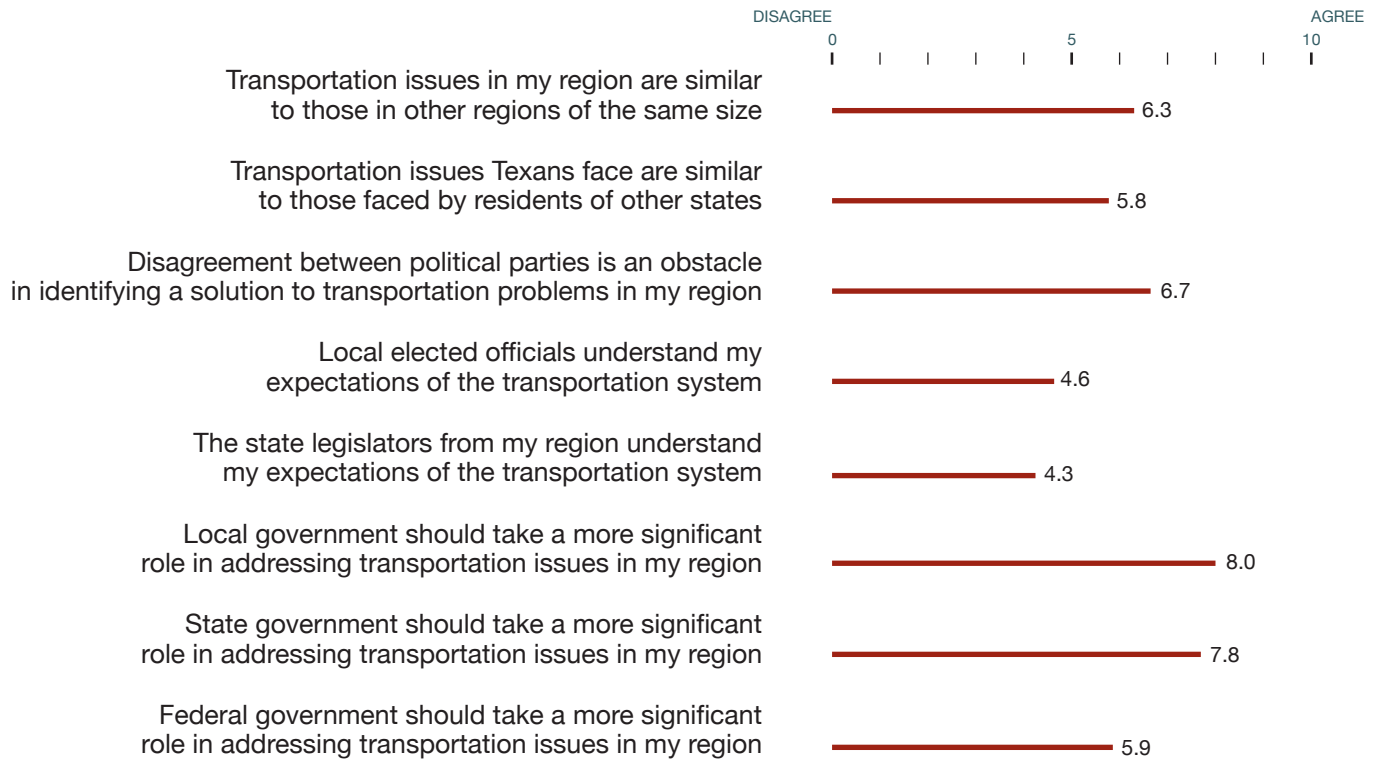 DISAGREE AGREE
0 5 10
Transportation issues in my region are similar
to those in other regions of the same size
6.3
Transportation issues Texans face are similar
to those faced by residents of other states
5.8
Disagreement between political parties is an obstacle
in identifying a solution to transportation problems in my region
6.7
Local elected officials understand my
expectations of the transportation system
4.6
The state legislators from my region understand
my expectations of the transportation system
4.3
Local government should take a more significant
role in addressing transportation issues in my region
8.0
State government should take a more significant
role in addressing transportation issues in my region
7.8
Federal government should take a more significant
role in addressing transportation issues in my region
5.9